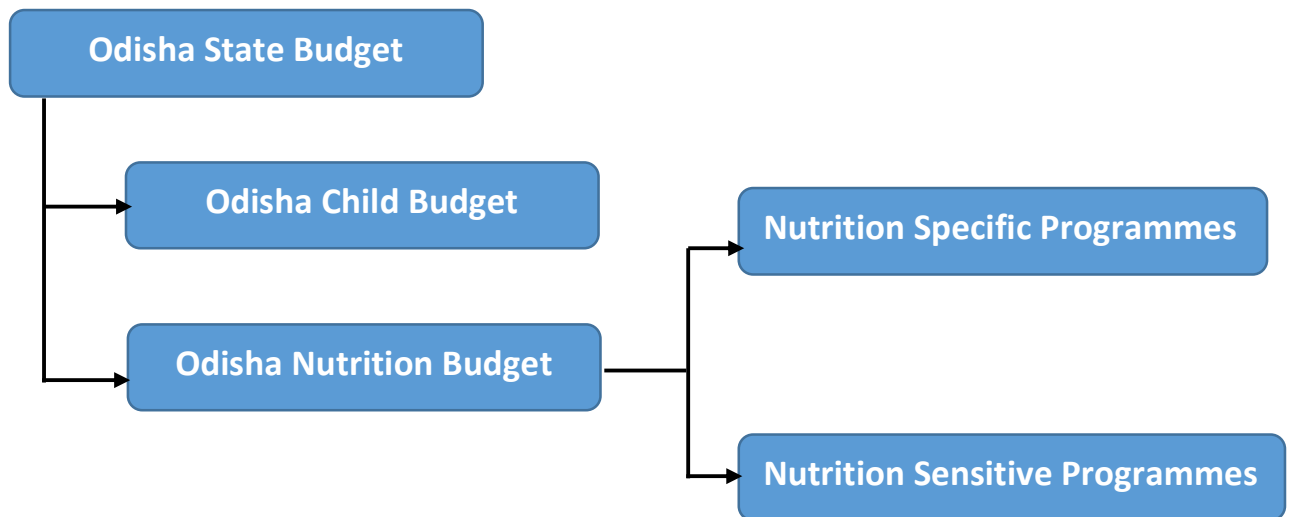 Odisha State Budget
Odisha Child Budget
Nutrition Specific Programmes
Odisha Nutrition Budget
Nutrition Sensitive Programmes